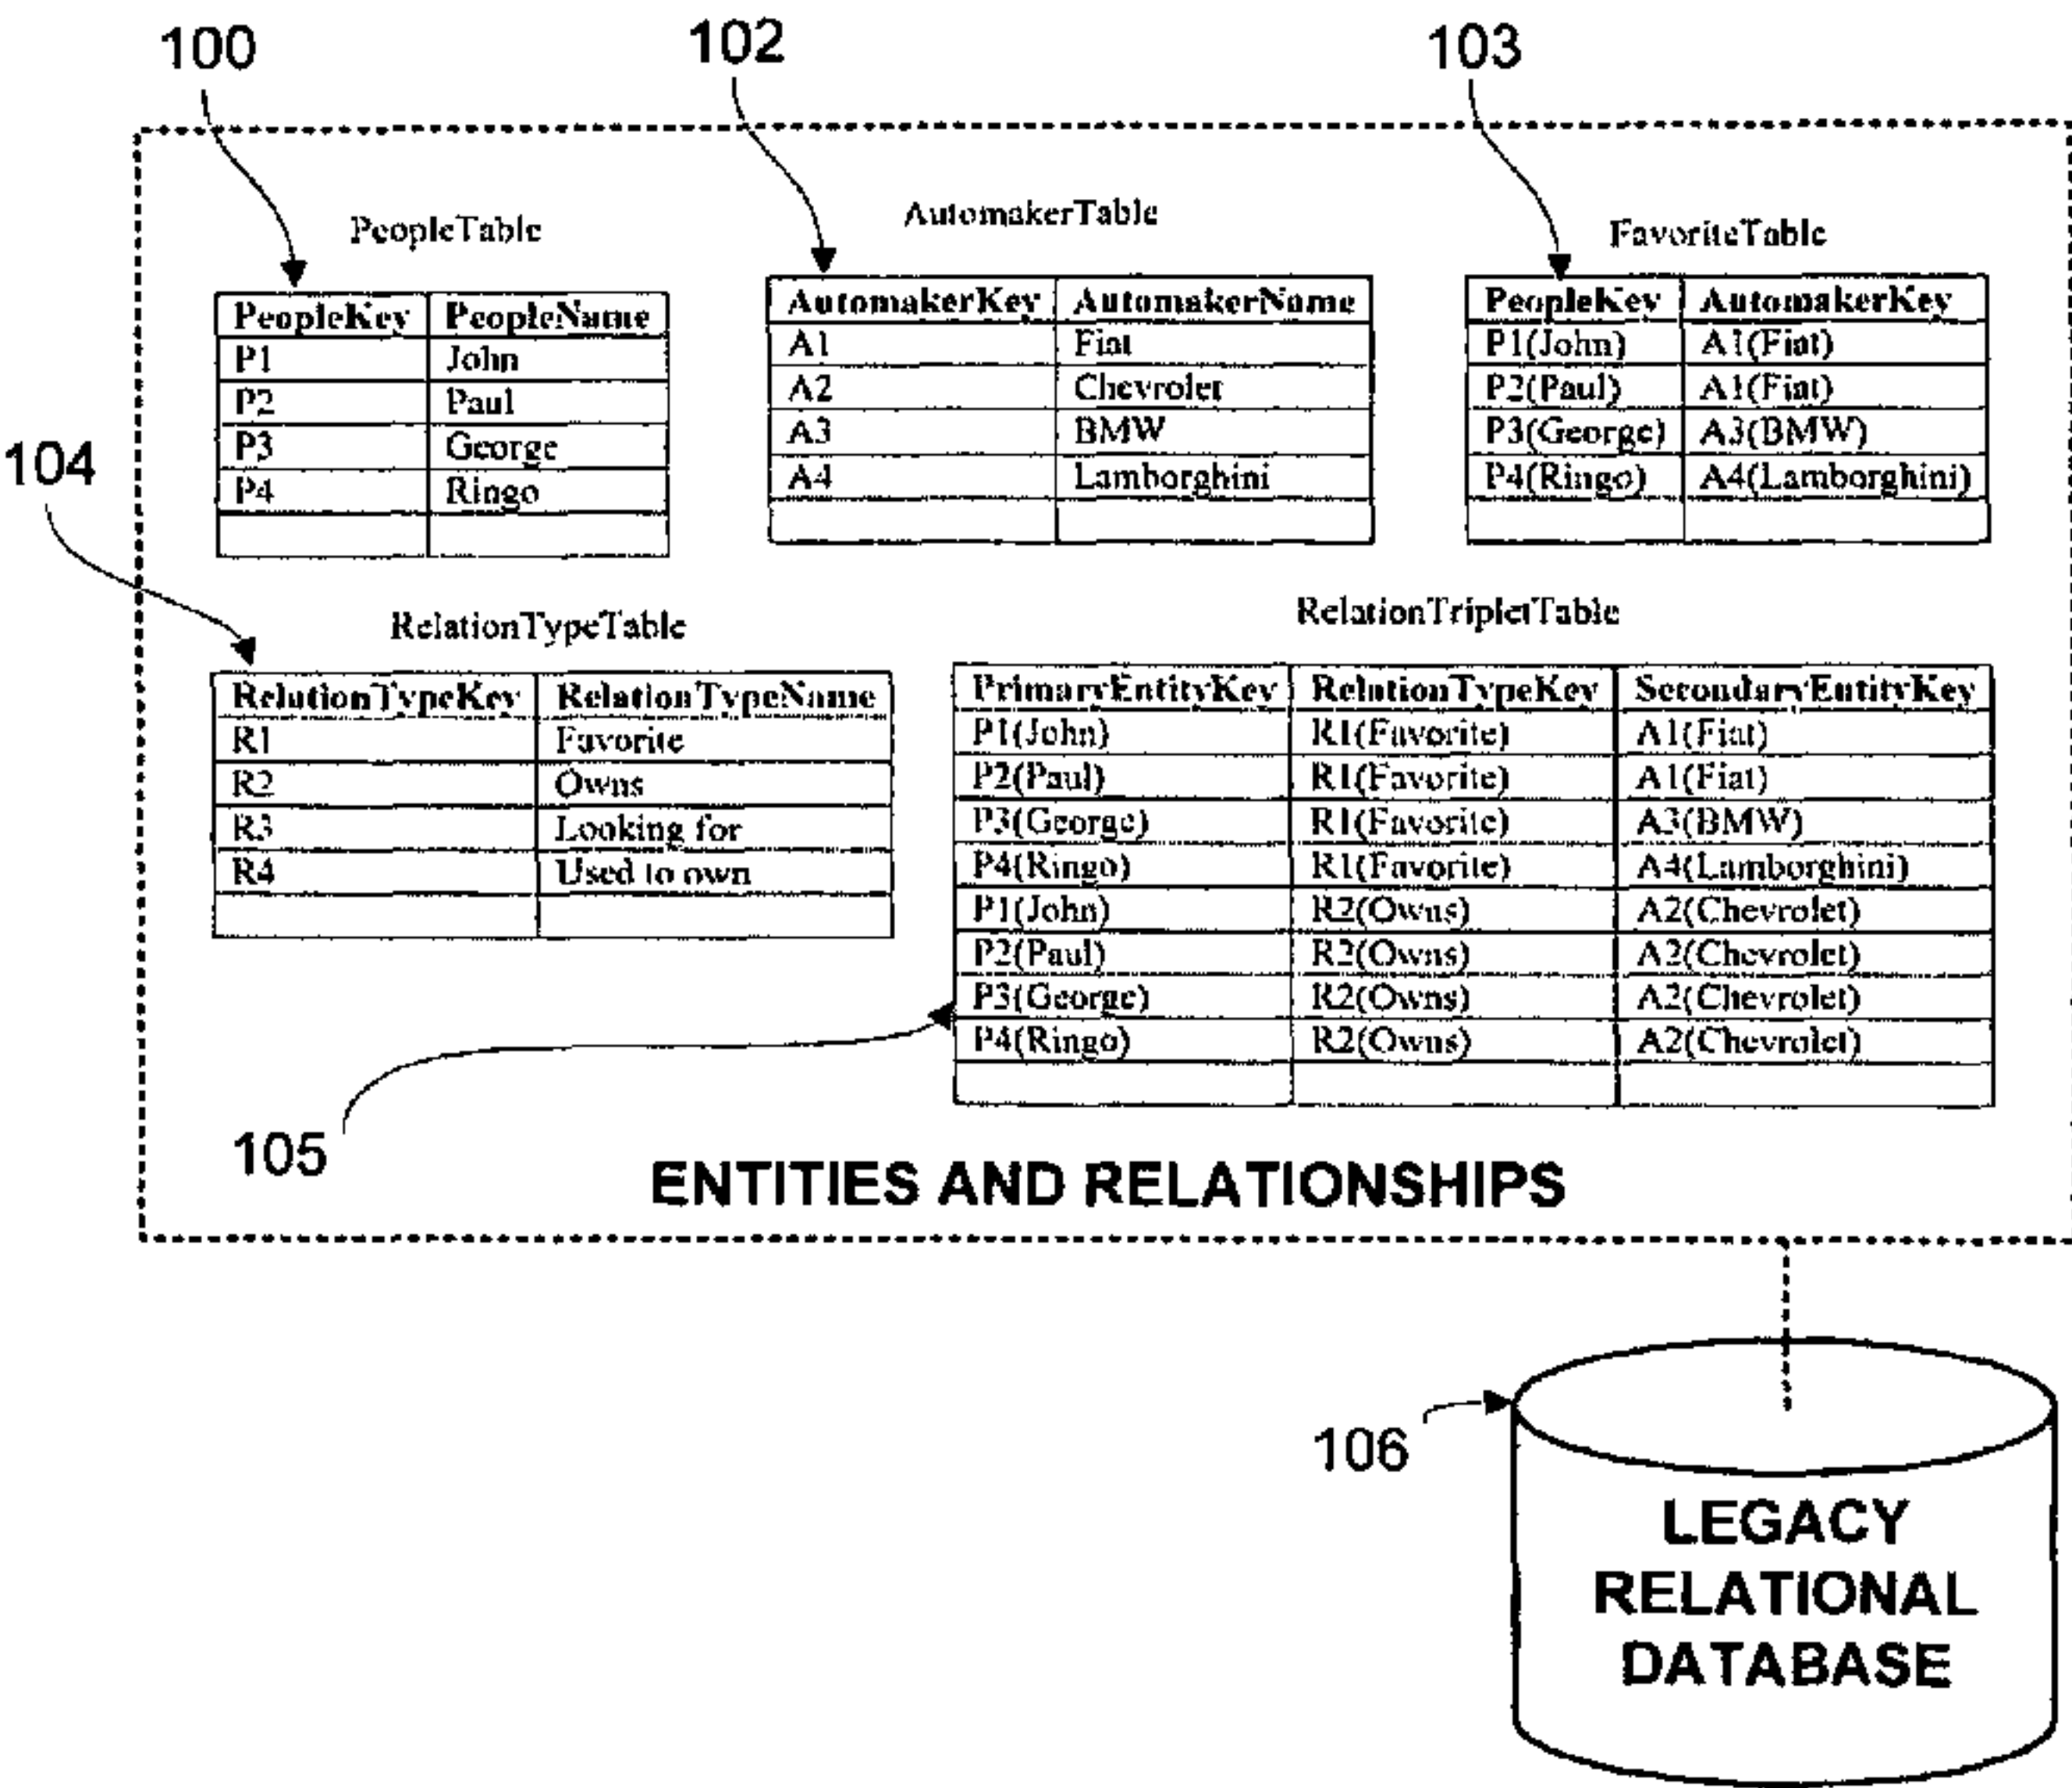 100
102
103
PeopleTable
AutomakerTable
FavoriteTable
PeopleKey PeopleName
P1 John
P2 Paul
P3 George
P4 Ringo
AutomakerKey AutomakerName
A1 Fiat
A2 Chevrolet
A3 BMW
A4 Lamborghini
PeopleKey AutomakerKey
P1(John) A1(Fiat)
P2(Paul) A1(Fiat)
P3(George) A3(BMW)
P4(Ringo) A4(Lamborghini)
104
RelationTypeTable
RelationTripletTable
RelationTypeKey RelationTypeName
R1 Favorite
R2 Owns
R3 Looking for
R4 Used to own
PrimaryEntityKey RelationTypeKey SecondaryEntityKey
P1(John) R1(Favorite) A1(Fiat)
P2(Paul) R1(Favorite) A1(Fiat)
P3(George) R1(Favorite) A3(BMW)
P4(Ringo) R1(Favorite) A4(Lamborghini)
P1(John) R2(Owns) A2(Chevrolet)
P2(Paul) R2(Owns) A2(Chevrolet)
P3(George) R2(Owns) A2(Chevrolet)
P4(Ringo) R2(Owns) A2(Chevrolet)
105
ENTITIES AND RELATIONSHIPS
106
LEGACY
RELATIONAL
DATABASE